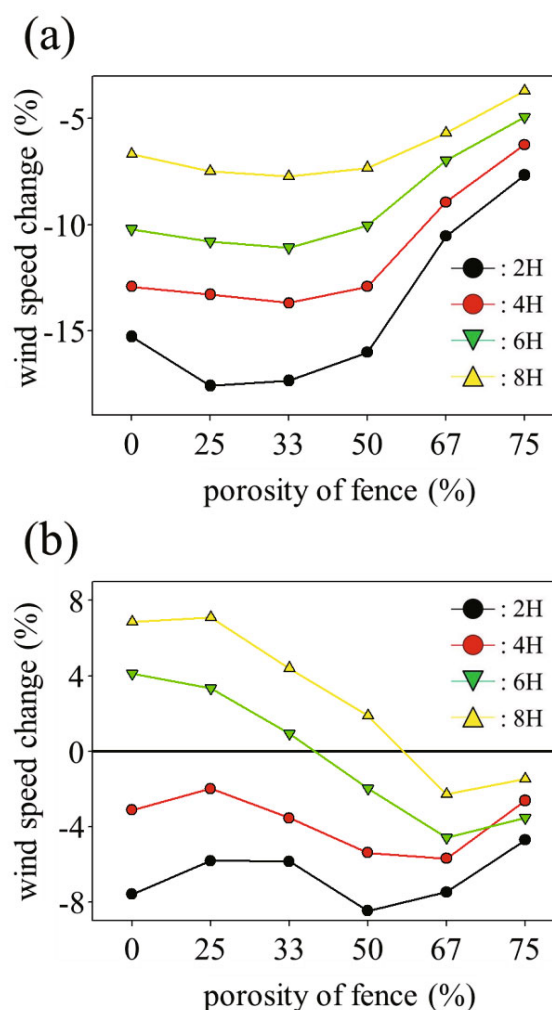 (a)
wind speed change (%)
-5
-10
-15
: 2H
: 4H
: 6H
: 8H
0 25 33 50 67 75
porosity of fence (%)
(b)
wind speed change (%)
8
4
0
-4
-8
: 2H
: 4H
: 6H
: 8H
0 25 33 50 67 75
porosity of fence (%)